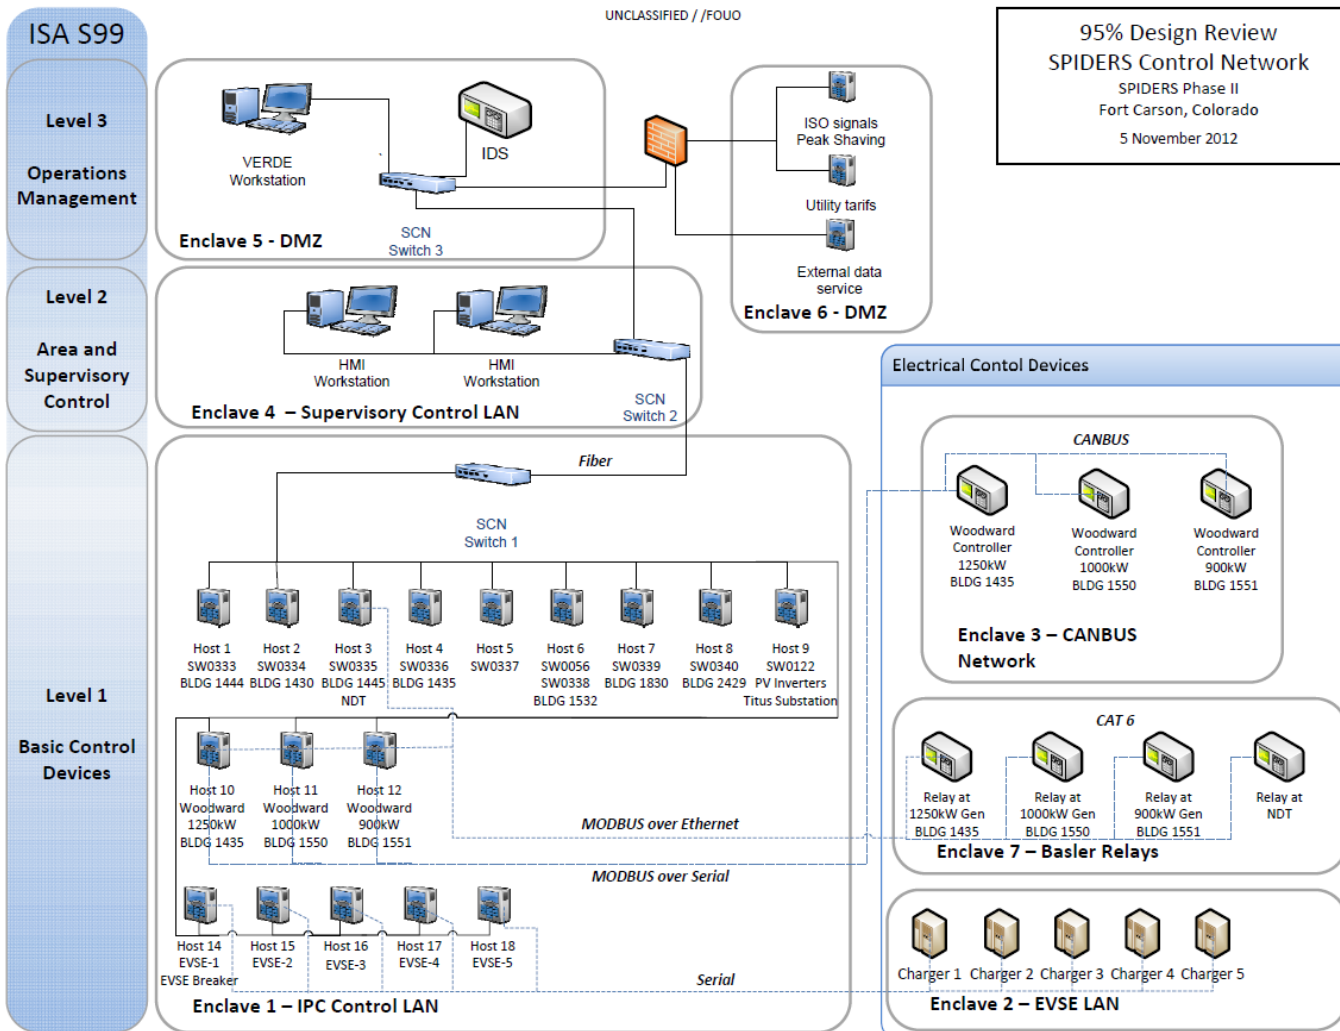 UNCLASSIFIED / /FOUO
95% Design Review
SPIDERS Control Network
SPIDERS Phase II
Fort Carson, Colorado
5 November 2012
ISA S99
Level 3
Operations
Management
VERDE
Workstation
IDS
SCN
Switch 3
Enclave 5 - DMZ
ISO signals
Peak Shaving
Utility tarifs
External data
service
Enclave 6 - DMZ
Level 2
Area and
Supervisory
Control
HMI
Workstation
HMI
Workstation
SCN
Switch 2
Enclave 4 – Supervisory Control LAN
Level 1
Basic Control
Devices
Fiber
SCN
Switch 1
Host 1
SW0333
BLDG 1444
Host 2
SW0334
BLDG 1430
Host 3
SW0335
BLDG 1445
NDT
Host 4
SW0336
BLDG 1435
Host 5
SW0337
Host 6
SW0056
SW0338
BLDG 1532
Host 7
SW0339
BLDG 1830
Host 8
SW0340
BLDG 2429
Host 9
SW0122
PV Inverters
Titus Substation
Host 10
Woodward
1250kW
BLDG 1435
Host 11
Woodward
1000kW
BLDG 1550
Host 12
Woodward
900kW
BLDG 1551
MODBUS over Ethernet
MODBUS over Serial
Host 14
EVSE-1
EVSE Breaker
Host 15
EVSE-2
Host 16
EVSE-3
Host 17
EVSE-4
Host 18
EVSE-5
Serial
Enclave 1 – IPC Control LAN
Electrical Contol Devices
CANBUS
Woodward
Controller
1250kW
BLDG 1435
Woodward
Controller
1000kW
BLDG 1550
Woodward
Controller
900kW
BLDG 1551
Enclave 3 – CANBUS
Network
CAT 6
Relay at
1250kW Gen
BLDG 1435
Relay at
1000kW Gen
BLDG 1550
Relay at
900kW Gen
BLDG 1551
Relay at
NDT
Enclave 7 – Basler Relays
Charger 1
Charger 2
Charger 3
Charger 4
Charger 5
Enclave 2 – EVSE LAN